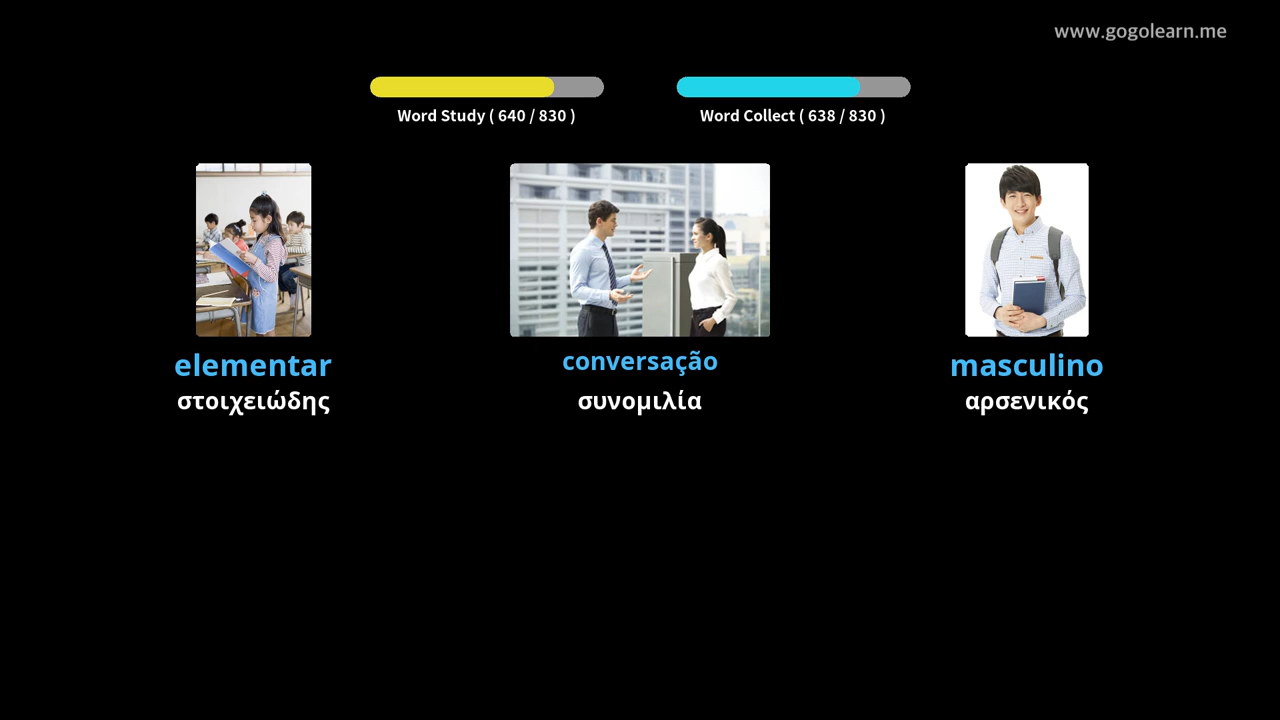 www.gogolearn.me
Word Study ( 640 / 830 )
Word Collect ( 638 / 830 )
elementar
στοιχειώδης
conversação
συνομιλία
masculino
αρσενικός